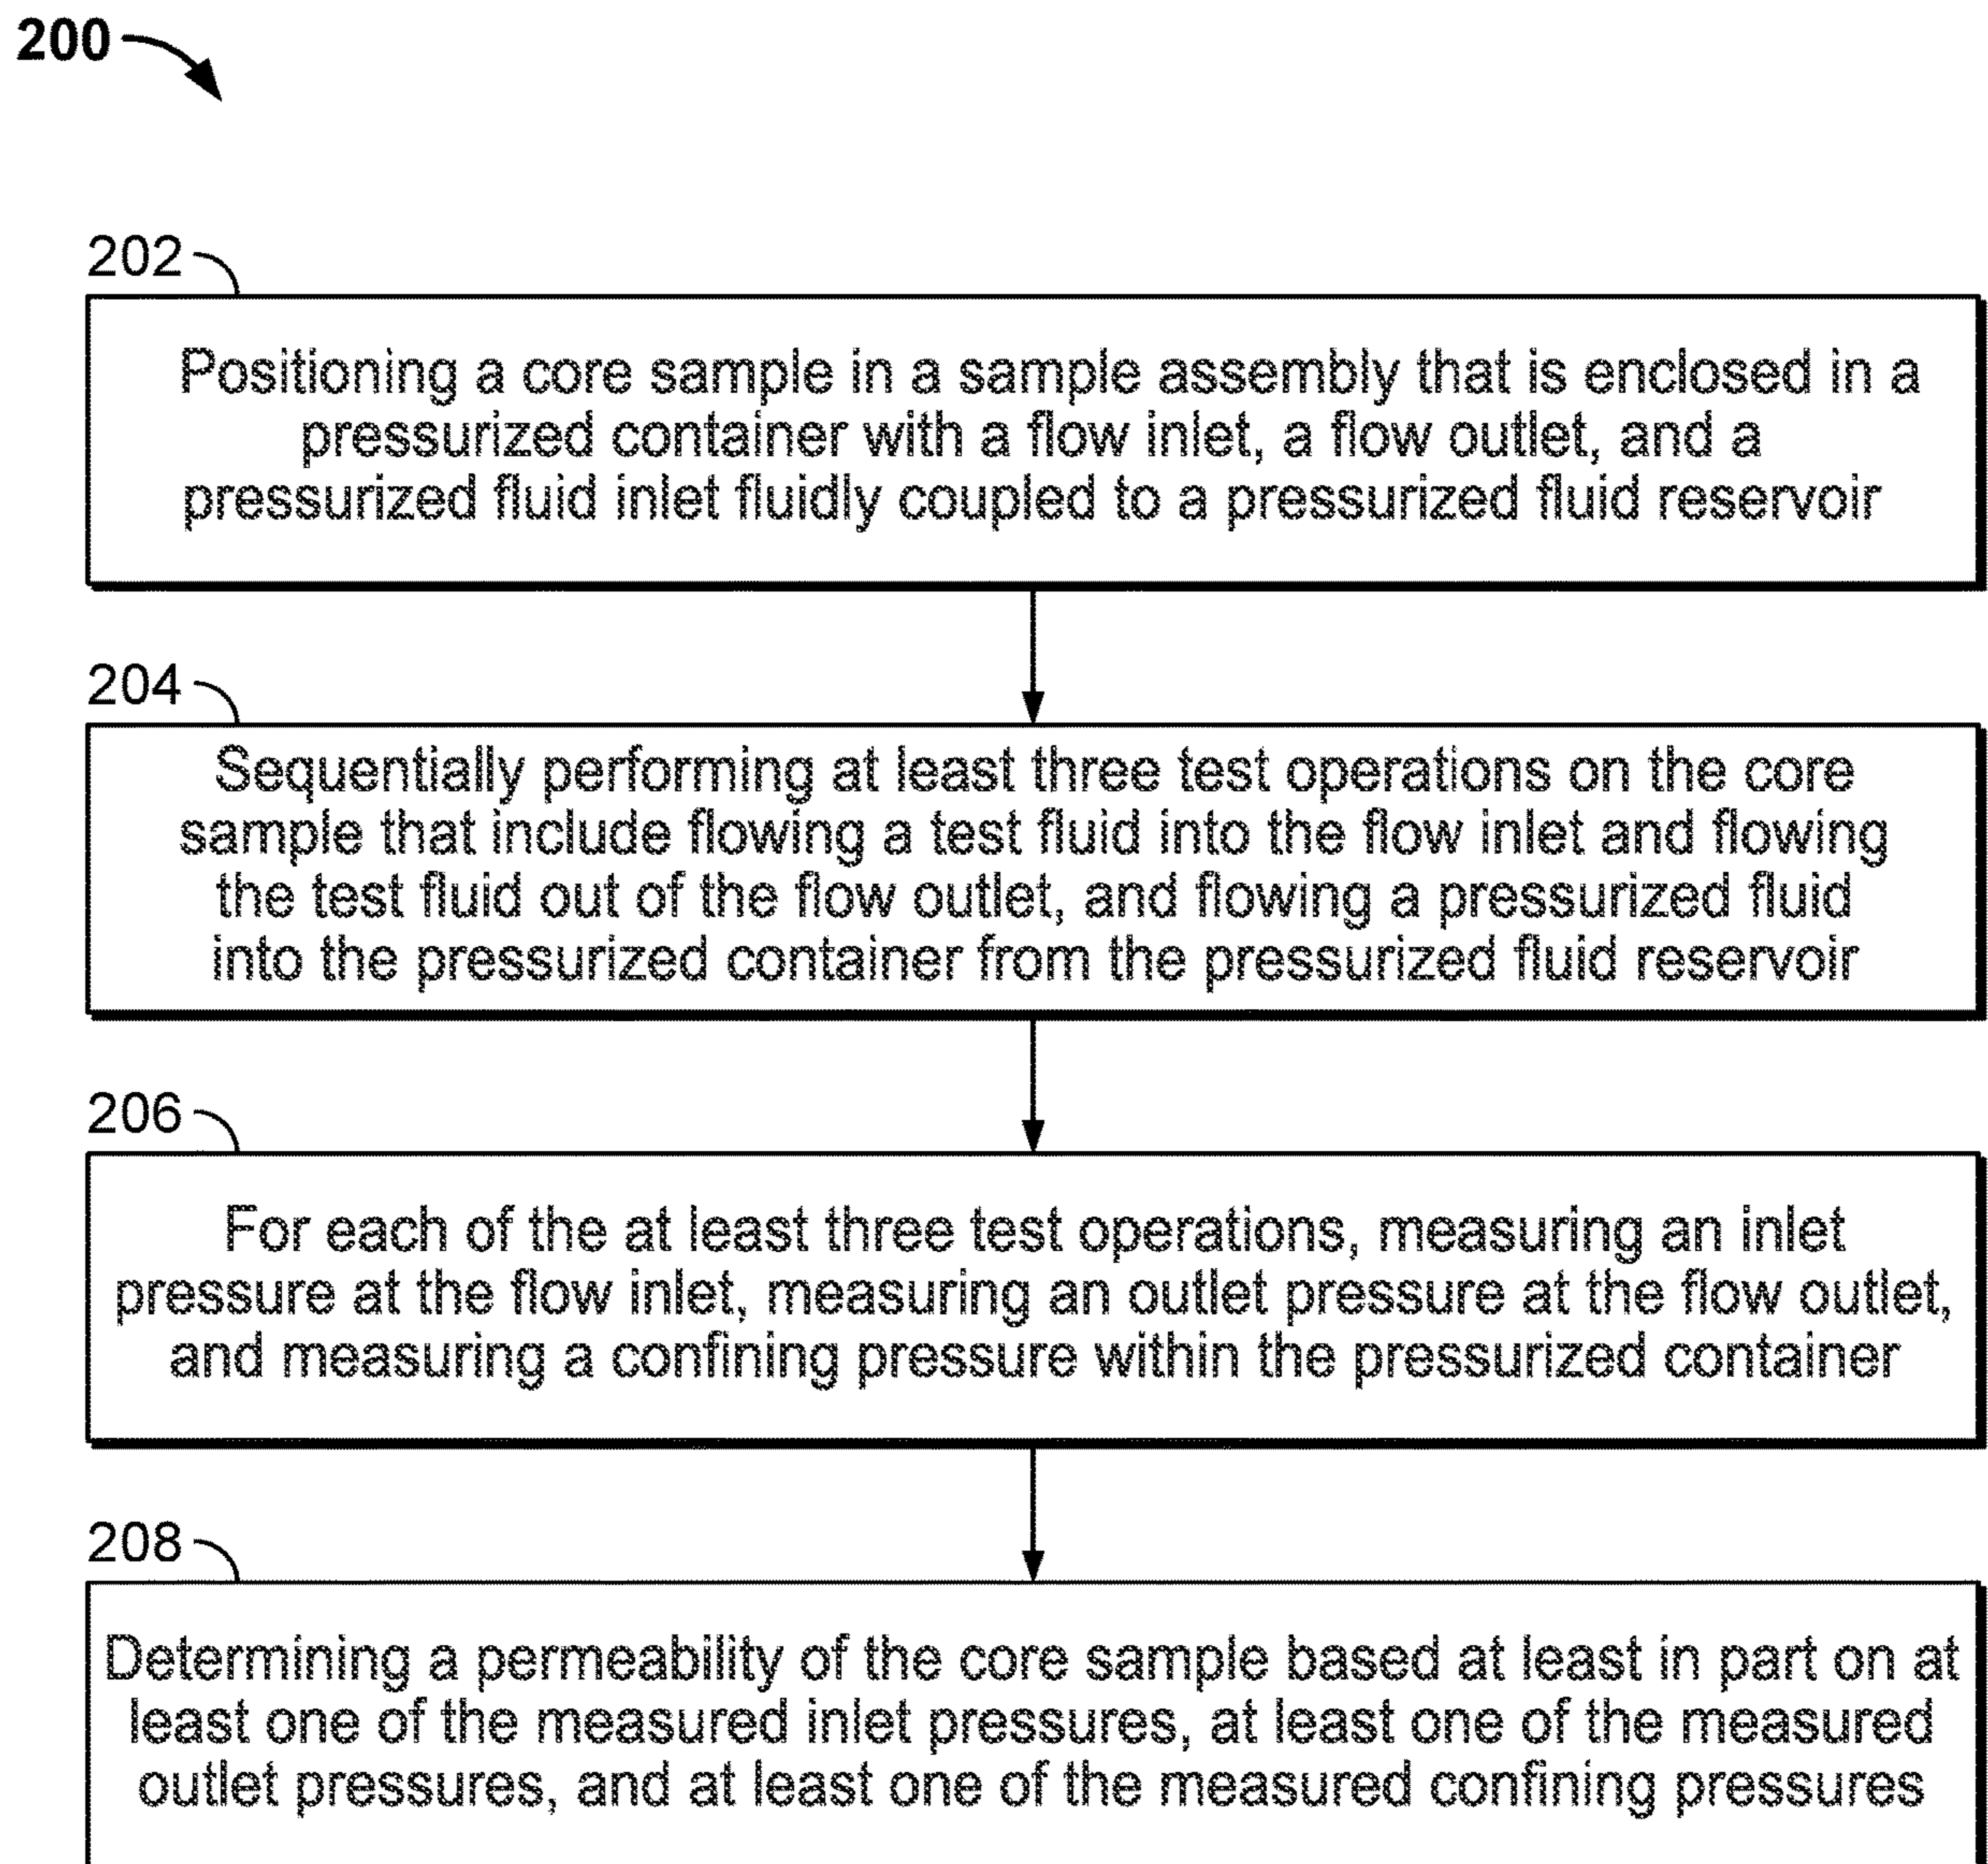 200
202
Positioning a core sample in a sample assembly that is enclosed in a
pressurized container with a flow inlet, a flow outlet, and a
pressurized fluid inlet fluidly coupled to a pressurized fluid reservoir
204
Sequentially performing at least three test operations on the core
sample that include flowing a test fluid into the flow inlet and flowing
the test fluid out of the flow outlet, and flowing a pressurized fluid
into the pressurized container from the pressurized fluid reservoir
206
For each of the at least three test operations, measuring an inlet
pressure at the flow inlet, measuring an outlet pressure at the flow outlet,
and measuring a confining pressure within the pressurized container
208
Determining a permeability of the core sample based at least in part on at
least one of the measured inlet pressures, at least one of the measured
outlet pressures, and at least one of the measured confining pressures